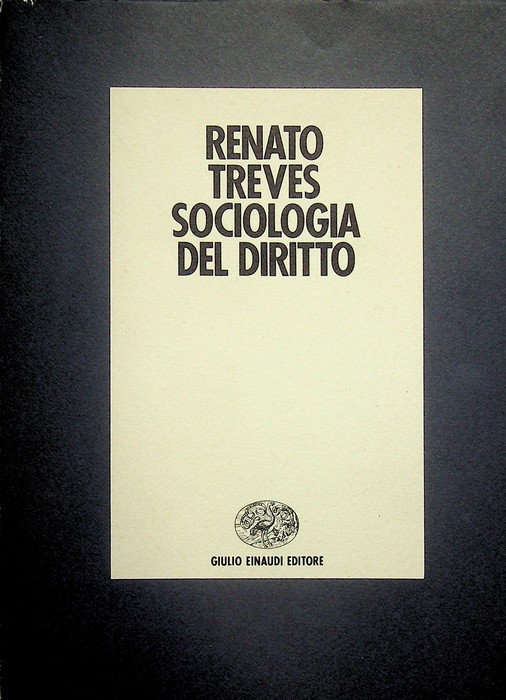 RENATO
TREVES
SOCIOLOGIA
DEL DIRITTO
GIULIO EINAUDI EDITORE